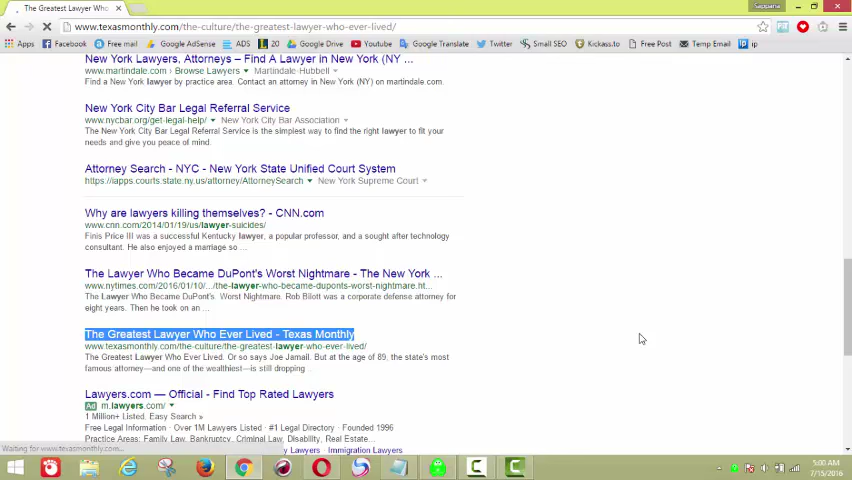 The Greatest Lawyer Who
Sappana
www.texasmonthly.com/the-culture/the-greatest-lawyer-who-ever-lived/
Apps Facebook Free mail Google AdSense ADS 20 Google Drive Youtube Google Translate Twitter Small SEO Kickass.to Free Post Temp Email ip
New York Lawyers, Attorneys – Find A Lawyer in New York (NY ...
www.martindale.com › Browse Lawyers Martindale-Hubbell
Find a New York lawyer by practice area. Contact an attorney in New York (NY) on martindale.com.
New York City Bar Legal Referral Service
www.nycbar.org/get-legal-help/ New York City Bar Association
The New York City Bar Legal Referral Service is the simplest way to find the right lawyer to fit your
needs and give you peace of mind.
Attorney Search - NYC - New York State Unified Court System
https://iapps.courts.state.ny.us/attorney/AttorneySearch New York Supreme Court
Why are lawyers killing themselves? - CNN.com
www.cnn.com/2014/01/19/us/lawyer-suicides/
Finis Price III was a successful Kentucky lawyer, a popular professor, and a sought after technology
consultant. He also enjoyed a marriage so ...
The Lawyer Who Became DuPont's Worst Nightmare - The New York ...
www.nytimes.com/2016/01/10/.../the-lawyer-who-became-duponts-worst-nightmare.ht...
The Lawyer Who Became DuPont's Worst Nightmare. Rob Bilott was a corporate defense attorney for
eight years. Then he took on an ...
The Greatest Lawyer Who Ever Lived - Texas Monthly
www.texasmonthly.com/the-culture/the-greatest-lawyer-who-ever-lived/
The Greatest Lawyer Who Ever Lived. Or so says Joe Jamail. But at the age of 89, the state's most
famous attorney—and one of the wealthiest—is still dropping ...
Lawyers.com — Official - Find Top Rated Lawyers
Ad m.lawyers.com/
1 Million+ Listed, Easy Search »
Free Legal Information · Over 1M Lawyers Listed · #1 Legal Directory · Founded 1996
Practice Areas: Family Law, Bankruptcy, Criminal Law, Disability, Real Estate...
Waiting for www.texasmonthly.com...
y Lawyers · Immigration Lawyers
5:00 AM
7/15/2016